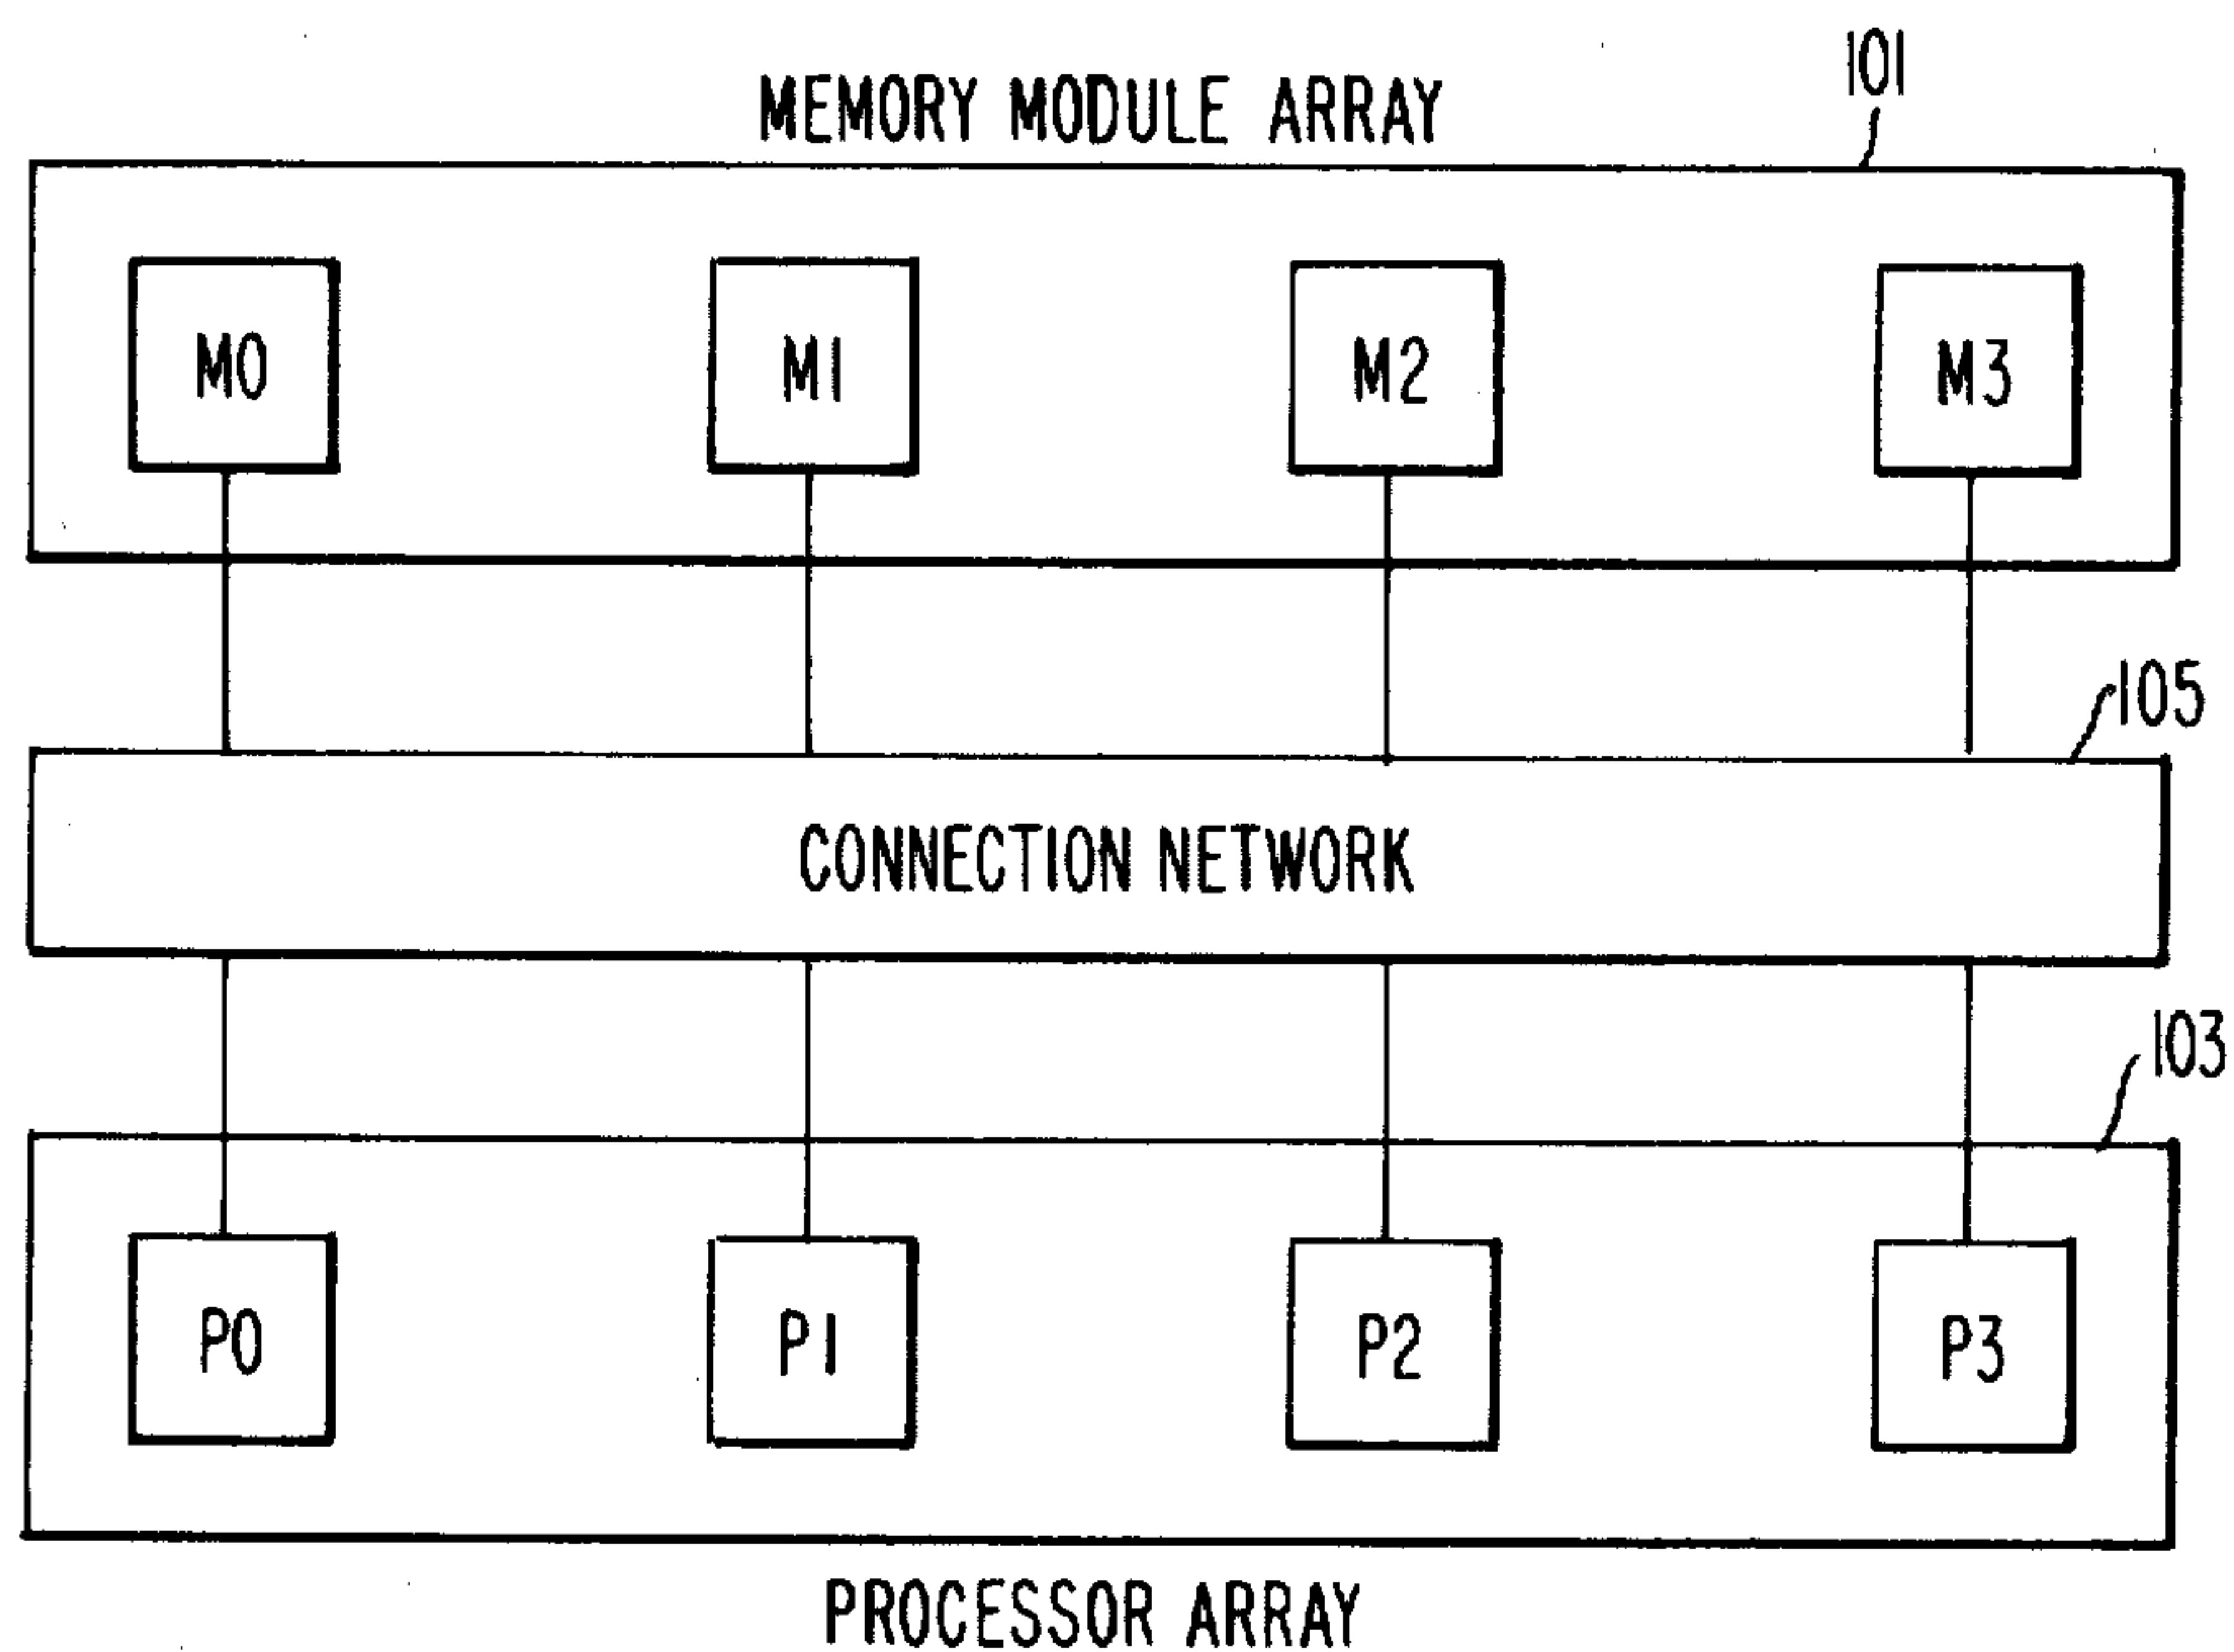 101
MEMORY MODULE ARRAY
M0 M1 M2 M3
105
CONNECTION NETWORK
103
P0 P1 P2 P3
PROCESSOR ARRAY